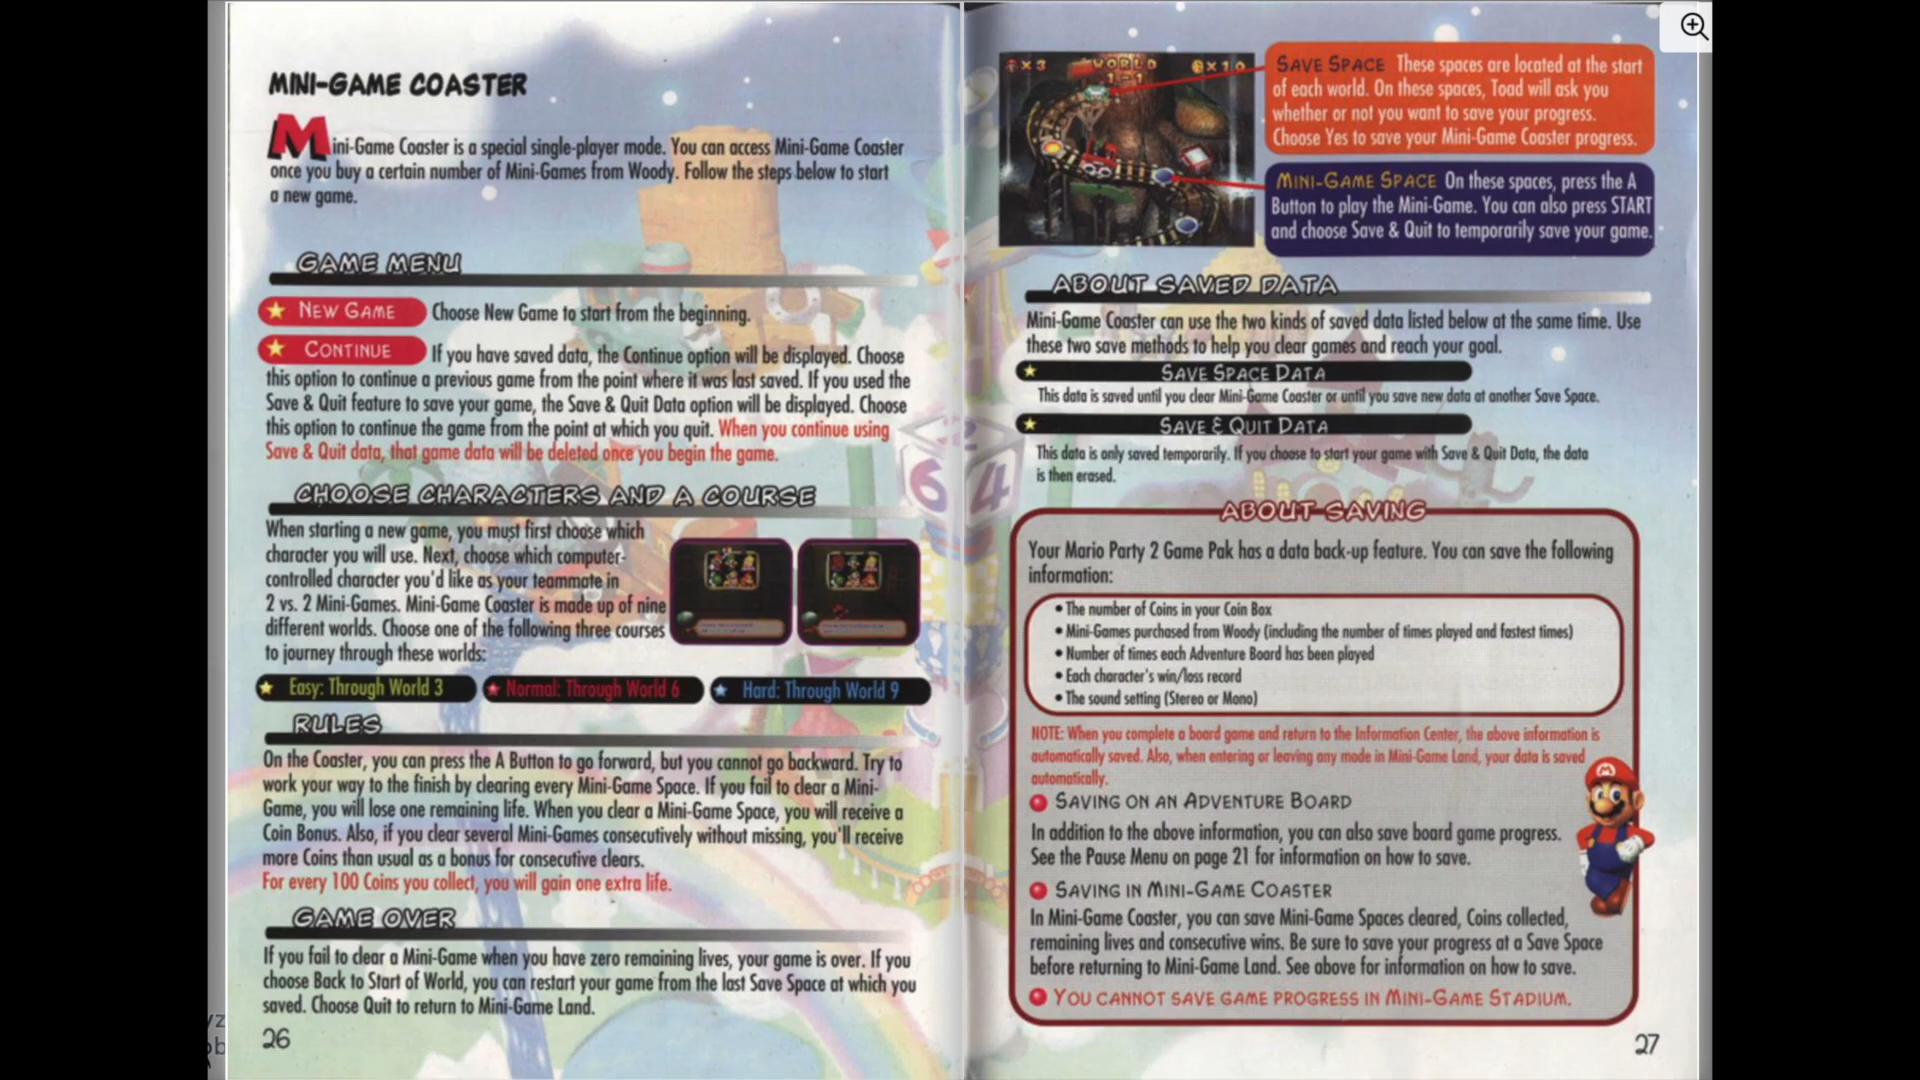 MINI-GAME COASTER
Mini-Game Coaster is a special single-player mode. You can access Mini-Game Coaster
once you buy a certain number of Mini-Games from Woody. Follow the steps below to start
a new game.
GAME MENU
NEW GAME Choose New Game to start from the beginning.
CONTINUE If you have saved data, the Continue option will be displayed. Choose
this option to continue a previous game from the point where it was last saved. If you used the
Save & Quit feature to save your game, the Save & Quit Data option will be displayed. Choose
this option to continue the game from the point at which you quit. When you continue using
Save & Quit data, that game data will be deleted once you begin the game.
CHOOSE CHARACTERS AND A COURSE
When starting a new game, you must first choose which
character you will use. Next, choose which computer-
controlled character you'd like as your teammate in
2 vs. 2 Mini-Games. Mini-Game Coaster is made up of nine
different worlds. Choose one of the following three courses
to journey through these worlds:
Easy: Through World 3
Normal: Through World 6
Hard: Through World 9
RULES
On the Coaster, you can press the A Button to go forward, but you cannot go backward. Try to
work your way to the finish by clearing every Mini-Game Space. If you fail to clear a Mini-
Game, you will lose one remaining life. When you clear a Mini-Game Space, you will receive a
Coin Bonus. Also, if you clear several Mini-Games consecutively without missing, you'll receive
more Coins than usual as a bonus for consecutive clears.
For every 100 Coins you collect, you will gain one extra life.
GAME OVER
If you fail to clear a Mini-Game when you have zero remaining lives, your game is over. If you
choose Back to Start of World, you can restart your game from the last Save Space at which you
saved. Choose Quit to return to Mini-Game Land.
26
×3 WORLD ×10
1-1
SAVE SPACE These spaces are located at the start
of each world. On these spaces, Toad will ask you
whether or not you want to save your progress.
Choose Yes to save your Mini-Game Coaster progress.
MINI-GAME SPACE On these spaces, press the A
Button to play the Mini-Game. You can also press START
and choose Save & Quit to temporarily save your game.
ABOUT SAVED DATA
Mini-Game Coaster can use the two kinds of saved data listed below at the same time. Use
these two save methods to help you clear games and reach your goal.
SAVE SPACE DATA
This data is saved until you clear Mini-Game Coaster or until you save new data at another Save Space.
SAVE & QUIT DATA
This data is only saved temporarily. If you choose to start your game with Save & Quit Data, the data
is then erased.
64
ABOUT SAVING
Your Mario Party 2 Game Pak has a data back-up feature. You can save the following
information:
• The number of Coins in your Coin Box
• Mini-Games purchased from Woody (including the number of times played and fastest times)
• Number of times each Adventure Board has been played
• Each character's win/loss record
• The sound setting (Stereo or Mono)
NOTE: When you complete a board game and return to the Information Center, the above information is
automatically saved. Also, when entering or leaving any mode in Mini-Game Land, your data is saved
automatically.
SAVING ON AN ADVENTURE BOARD
In addition to the above information, you can also save board game progress.
See the Pause Menu on page 21 for information on how to save.
SAVING IN MINI-GAME COASTER
In Mini-Game Coaster, you can save Mini-Game Spaces cleared, Coins collected,
remaining lives and consecutive wins. Be sure to save your progress at a Save Space
before returning to Mini-Game Land. See above for information on how to save.
YOU CANNOT SAVE GAME PROGRESS IN MINI-GAME STADIUM.
27